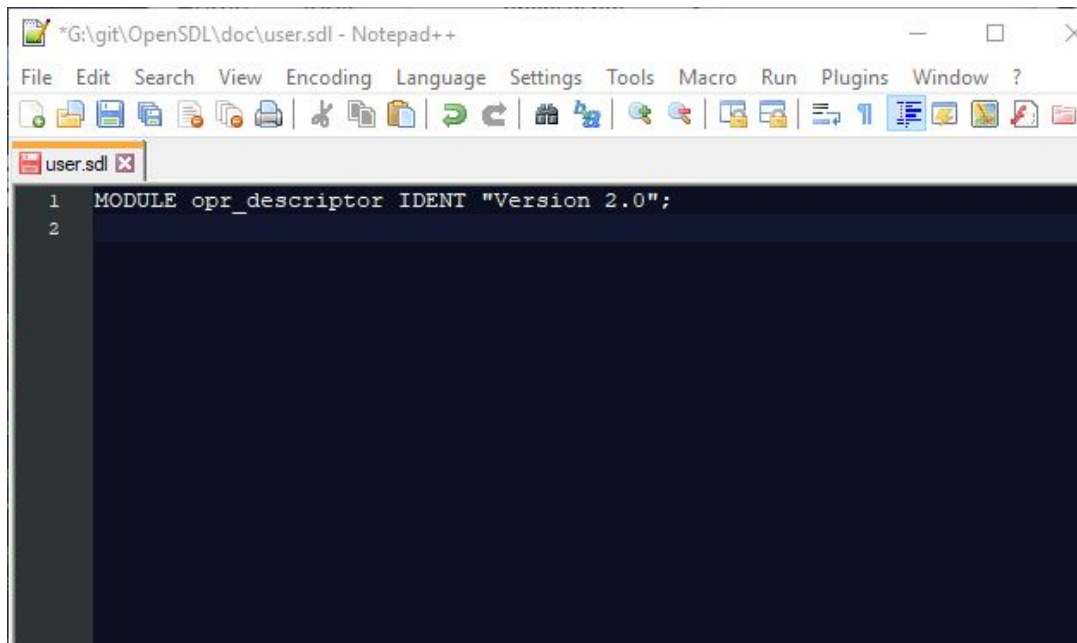 *G:\git\OpenSDL\doc\user.sdl - Notepad++
File Edit Search View Encoding Language Settings Tools Macro Run Plugins Window ?
user.sdl
1 MODULE opr_descriptor IDENT "Version 2.0";
2